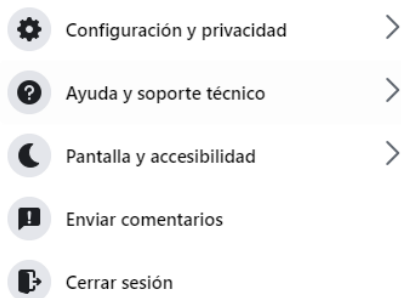 Configuración y privacidad
Ayuda y soporte técnico
Pantalla y accesibilidad
Enviar comentarios
Cerrar sesión